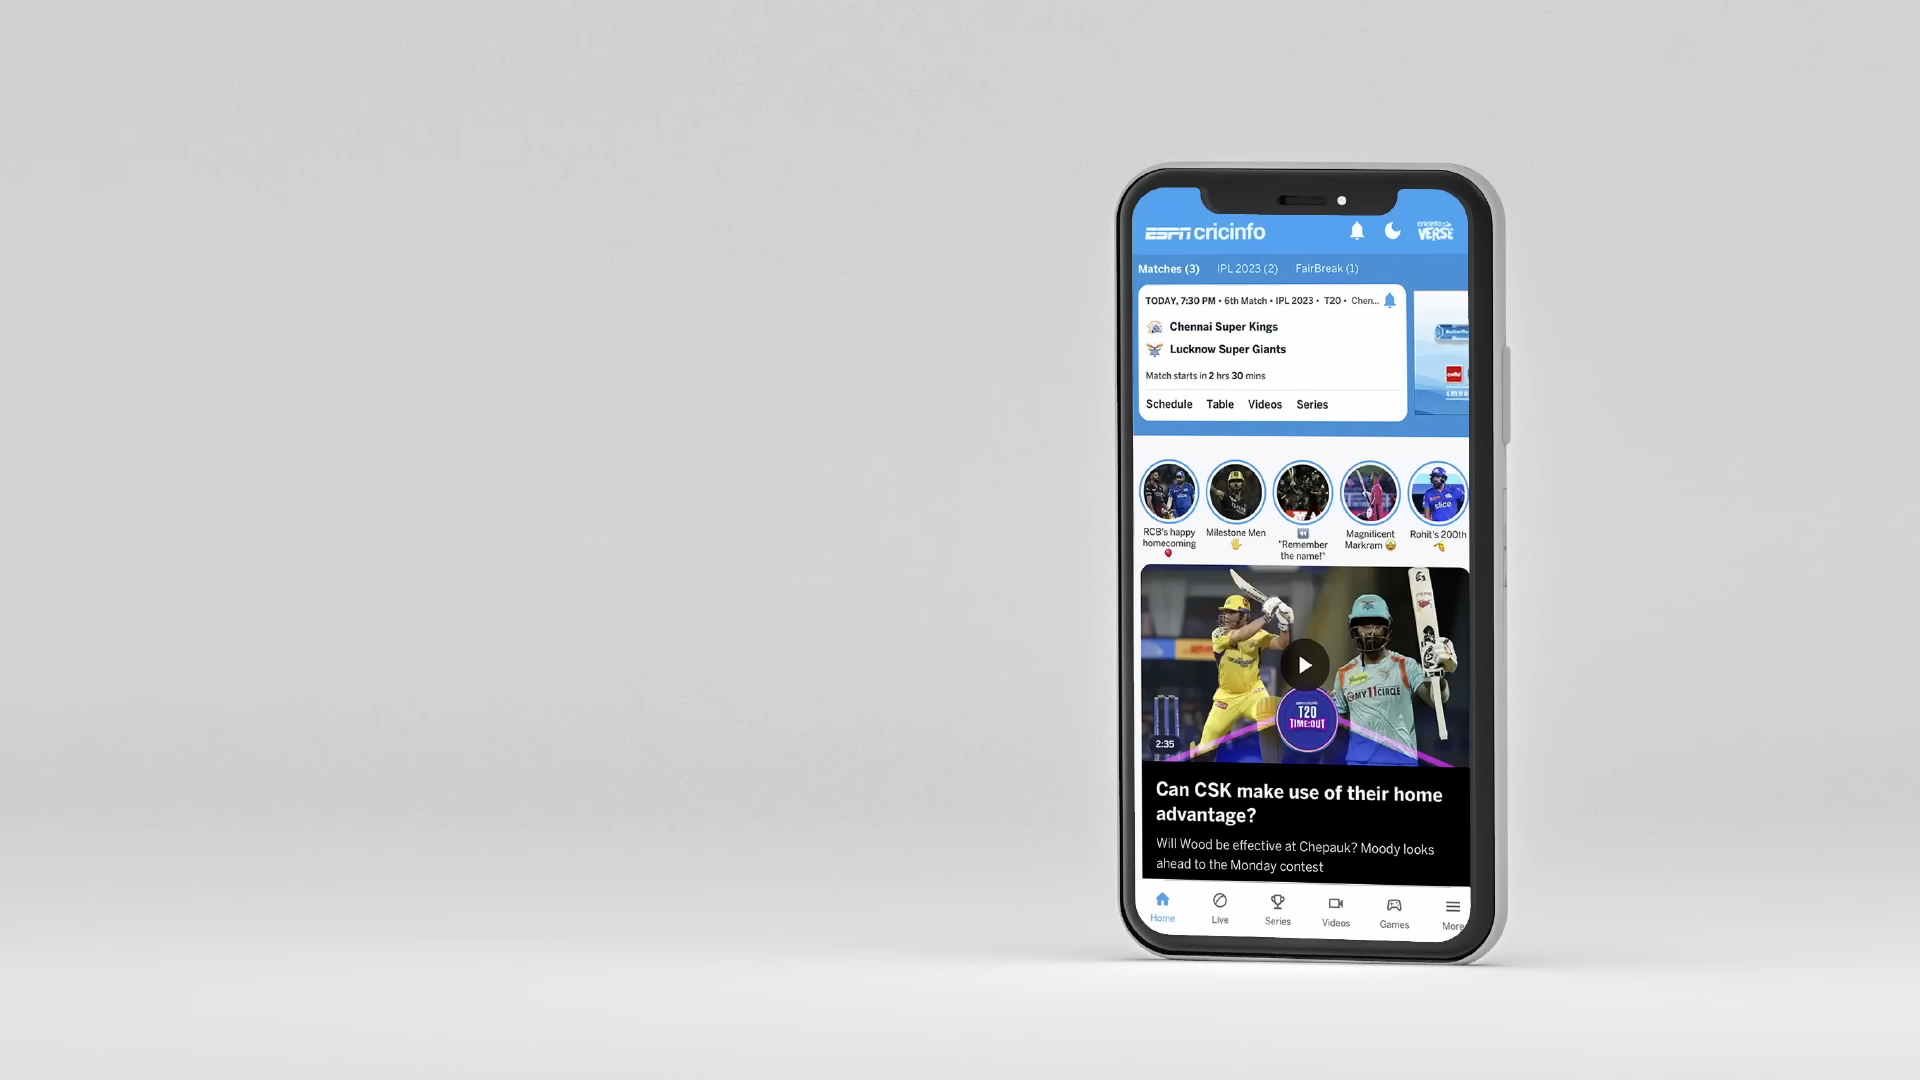 ESPN cricinfo
cricinfo
VERSE
Matches (3) IPL 2023 (2) FairBreak (1)
TODAY, 7:30 PM • 6th Match • IPL 2023 • T20 • Chen...
Chennai Super Kings
Lucknow Super Giants
Match starts in 2 hrs 30 mins
Schedule Table Videos Series
slice
slice
RCB's happy homecoming
Milestone Men
"Remember the name!"
Magnificent Markram
Rohit's 200th
MY11CIRCLE
T20
TIME:OUT
2:35
Can CSK make use of their home
advantage?
Will Wood be effective at Chepauk? Moody looks
ahead to the Monday contest
Home Live Series Videos Games More